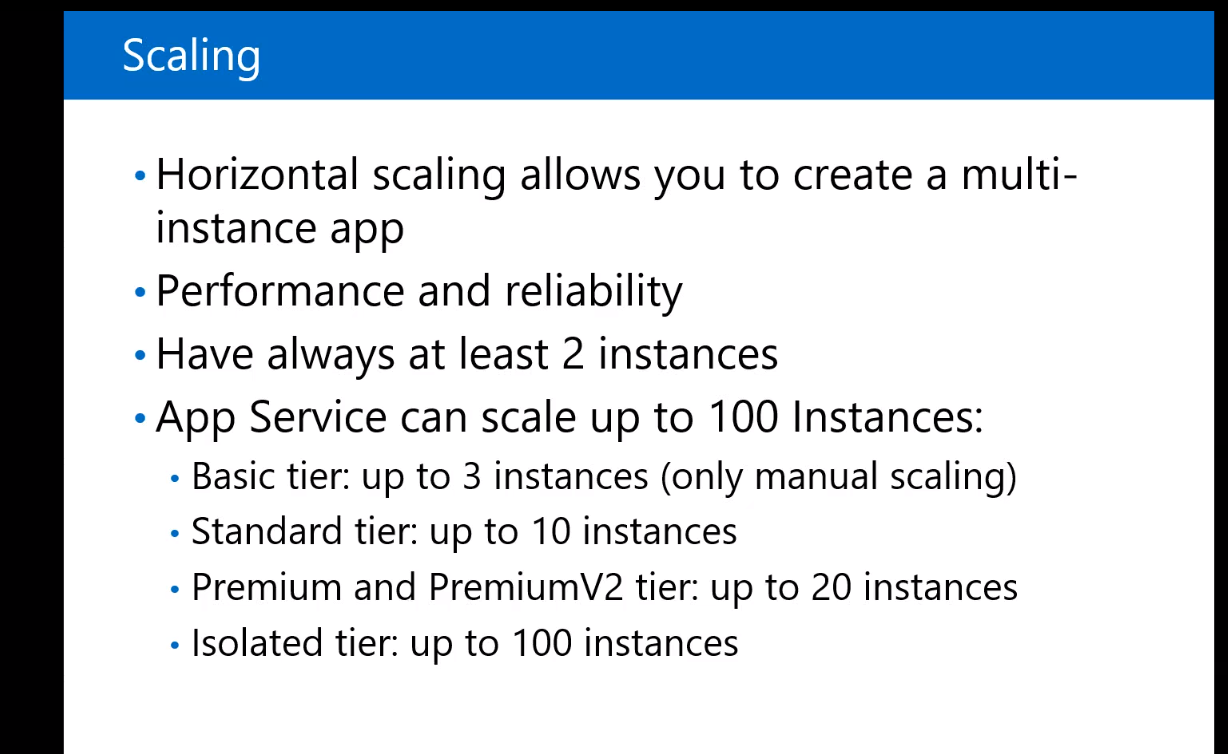 Scaling
• Horizontal scaling allows you to create a multi-
instance app
• Performance and reliability
• Have always at least 2 instances
• App Service can scale up to 100 Instances:
• Basic tier: up to 3 instances (only manual scaling)
• Standard tier: up to 10 instances
• Premium and PremiumV2 tier: up to 20 instances
• Isolated tier: up to 100 instances